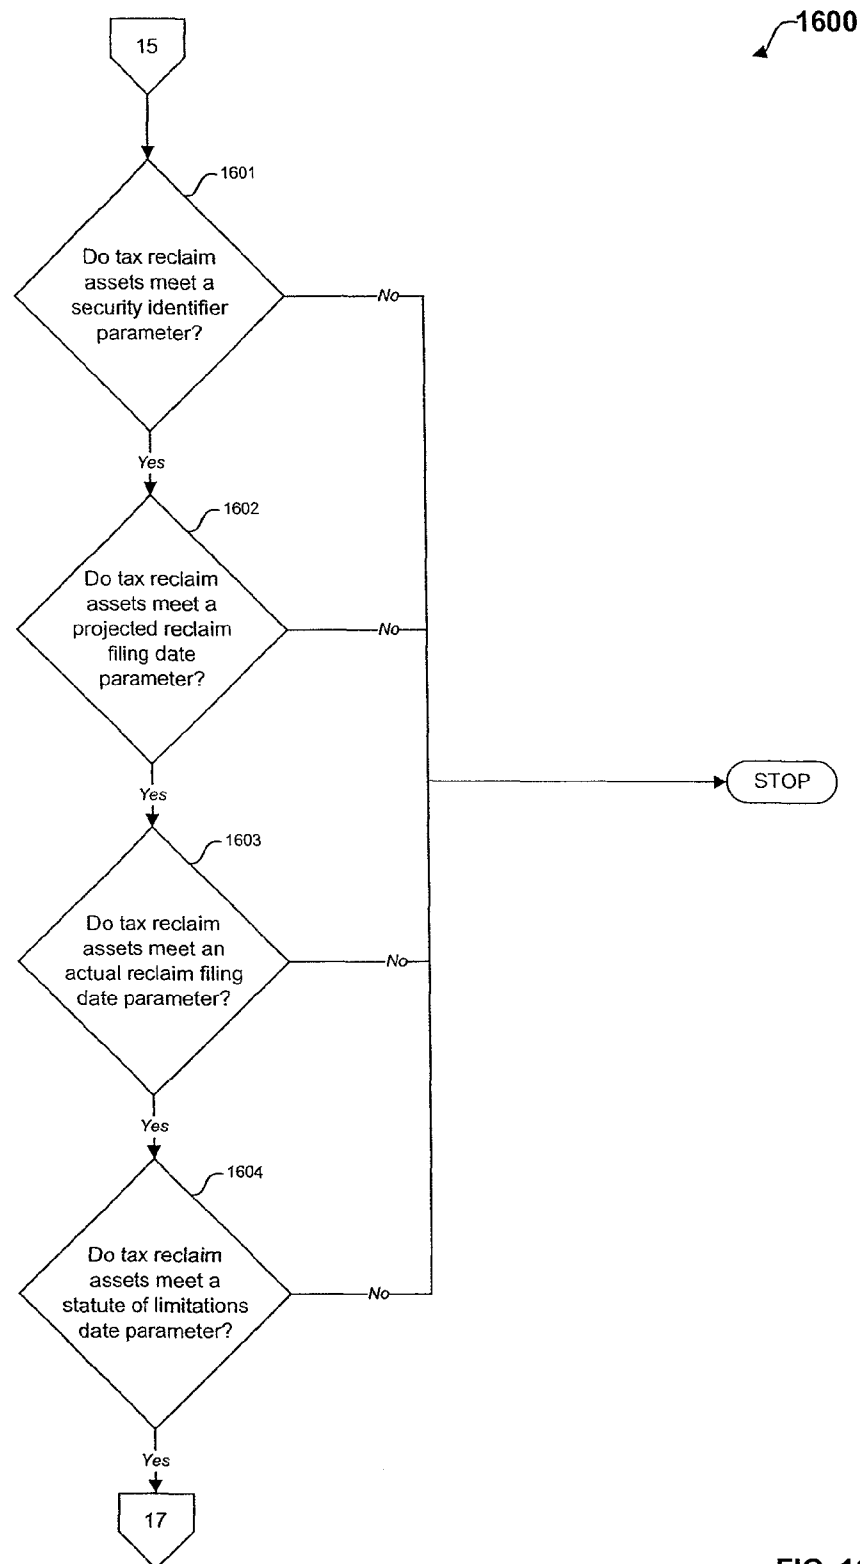 1600
15
1601
Do tax reclaim
assets meet a
security identifier
parameter?
No
Yes
1602
Do tax reclaim
assets meet a
projected reclaim
filing date
parameter?
No
STOP
Yes
1603
Do tax reclaim
assets meet an
actual reclaim filing
date parameter?
No
Yes
1604
Do tax reclaim
assets meet a
statute of limitations
date parameter?
No
Yes
17
FIG.